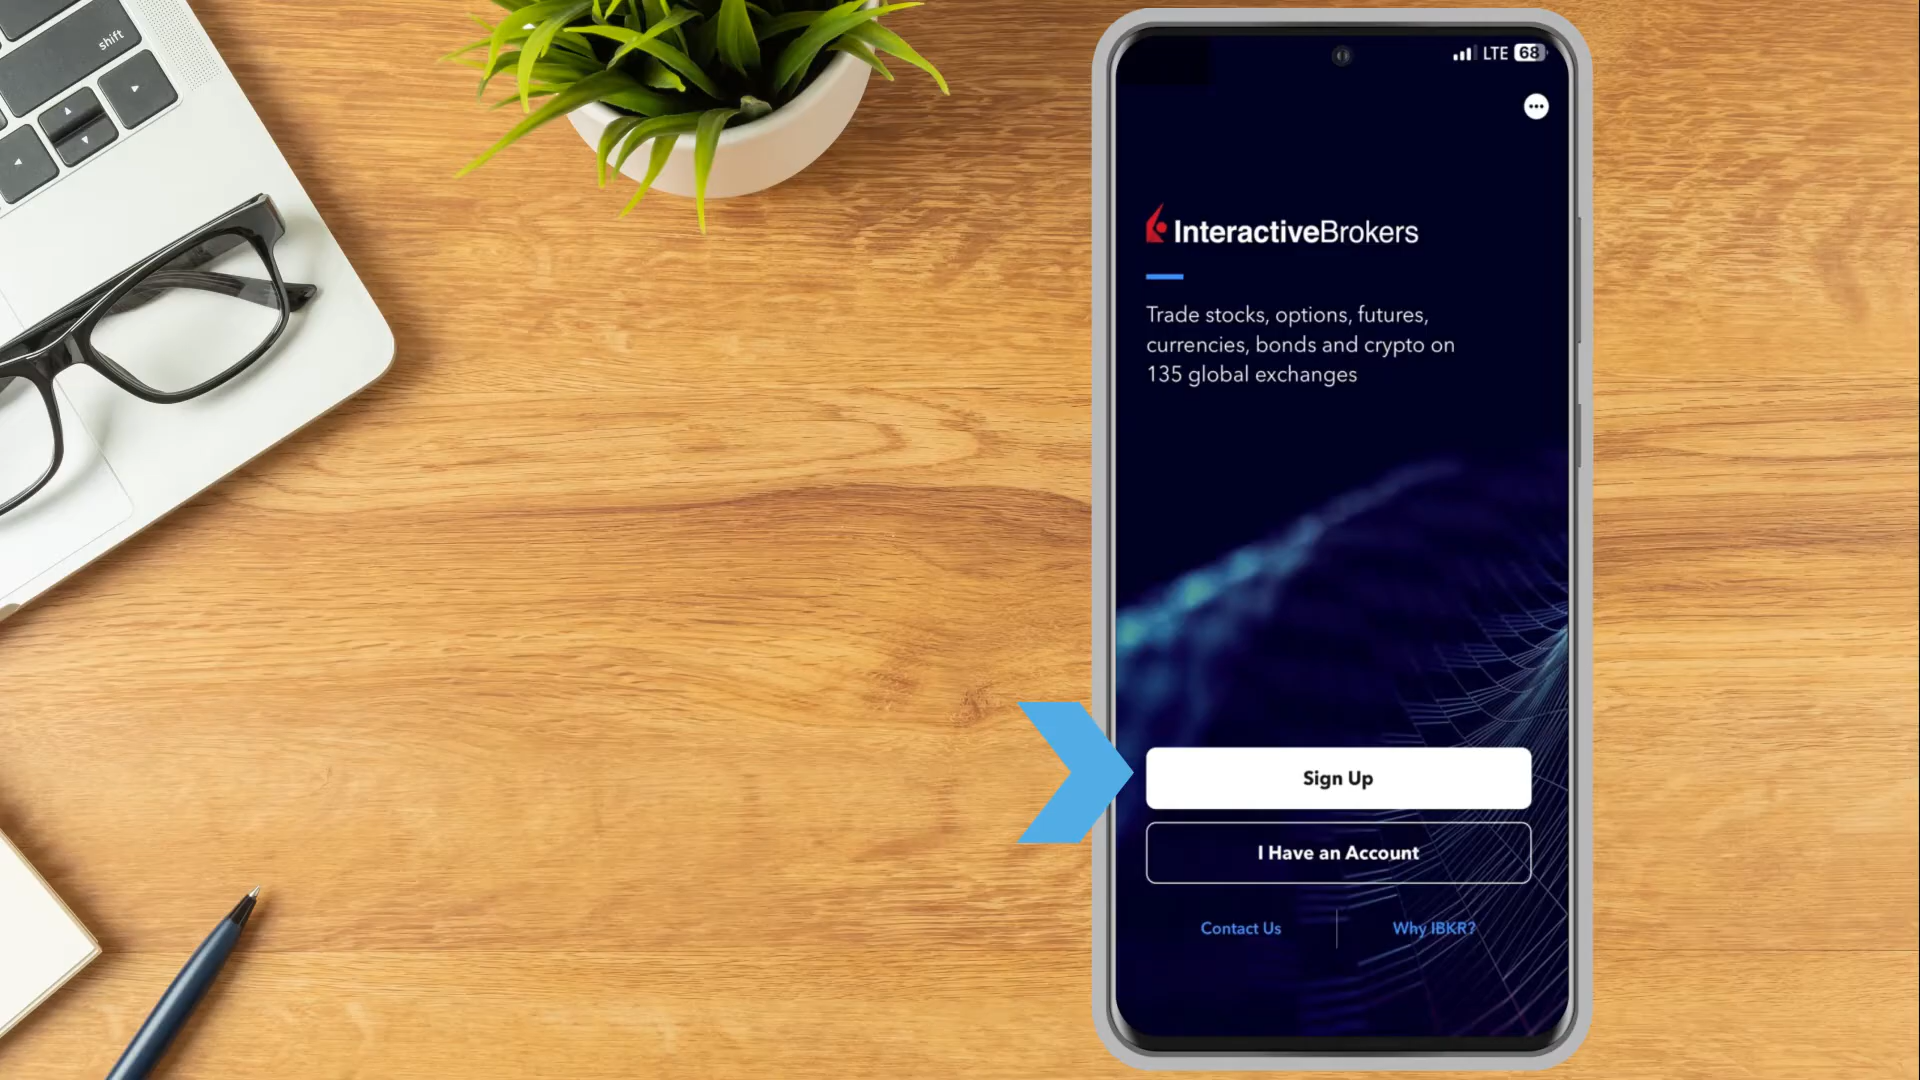 shift
LTE 68
InteractiveBrokers
Trade stocks, options, futures,
currencies, bonds and crypto on
135 global exchanges
Sign Up
I Have an Account
Contact Us
Why IBKR?